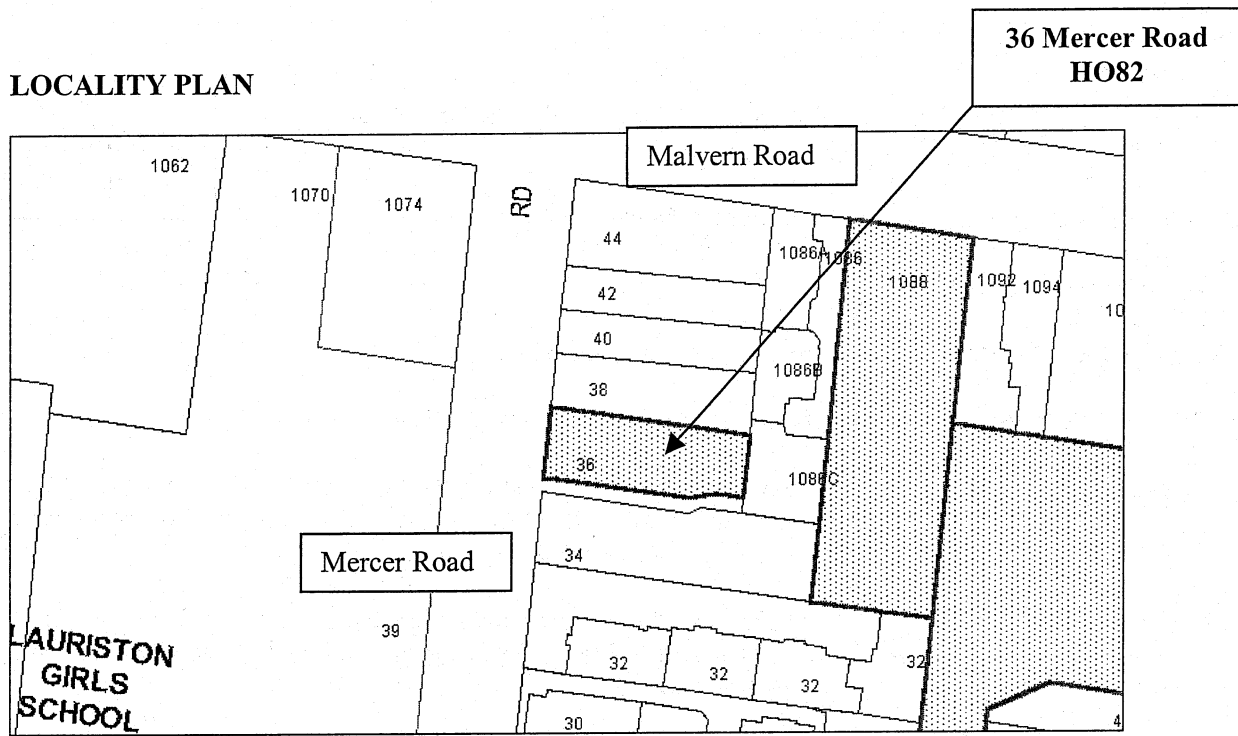 36 Mercer Road
HO82
LOCALITY PLAN
Malvern Road
1062
1070
1074
RD
44
1086A
1086
1088
1092
1094
10
42
40
1086B
38
36
1086C
34
Mercer Road
39
32
32
32
32
30
4
LAURISTON
GIRLS
SCHOOL